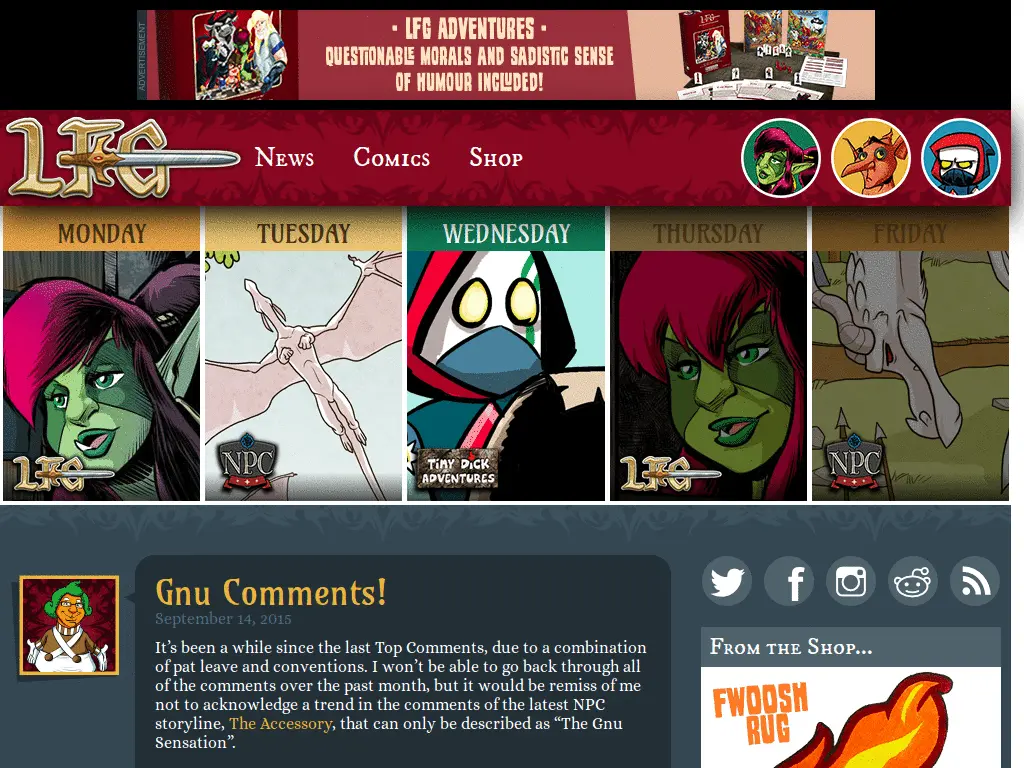 ADVERTISEMENT
- LFG ADVENTURES -
QUESTIONABLE MORALS AND SADISTIC SENSE
OF HUMOUR INCLUDED!
LFG
LFG
News
Comics
Shop
MONDAY
TUESDAY
WEDNESDAY
THURSDAY
FRIDAY
LFG
NPC
TINY DICK
ADVENTURES
LFG
NPC
Gnu Comments!
September 14, 2015
It’s been a while since the last Top Comments, due to a combination
of pat leave and conventions. I won’t be able to go back through all
of the comments over the past month, but it would be remiss of me
not to acknowledge a trend in the comments of the latest NPC
storyline, The Accessory, that can only be described as “The Gnu
Sensation”.
From the Shop...
FWOOSH
RUG